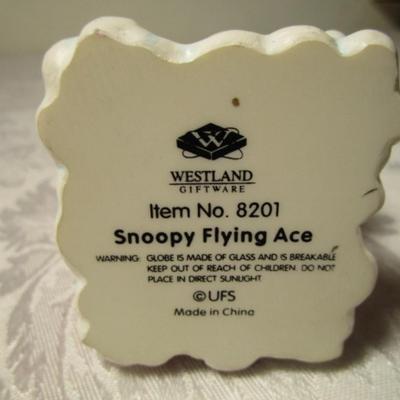 W
WESTLAND
GIFTWARE
Item No. 8201
Snoopy Flying Ace
WARNING: GLOBE IS MADE OF GLASS AND IS BREAKABLE
KEEP OUT OF REACH OF CHILDREN. DO NOT
PLACE IN DIRECT SUNLIGHT.
©UFS
Made in China